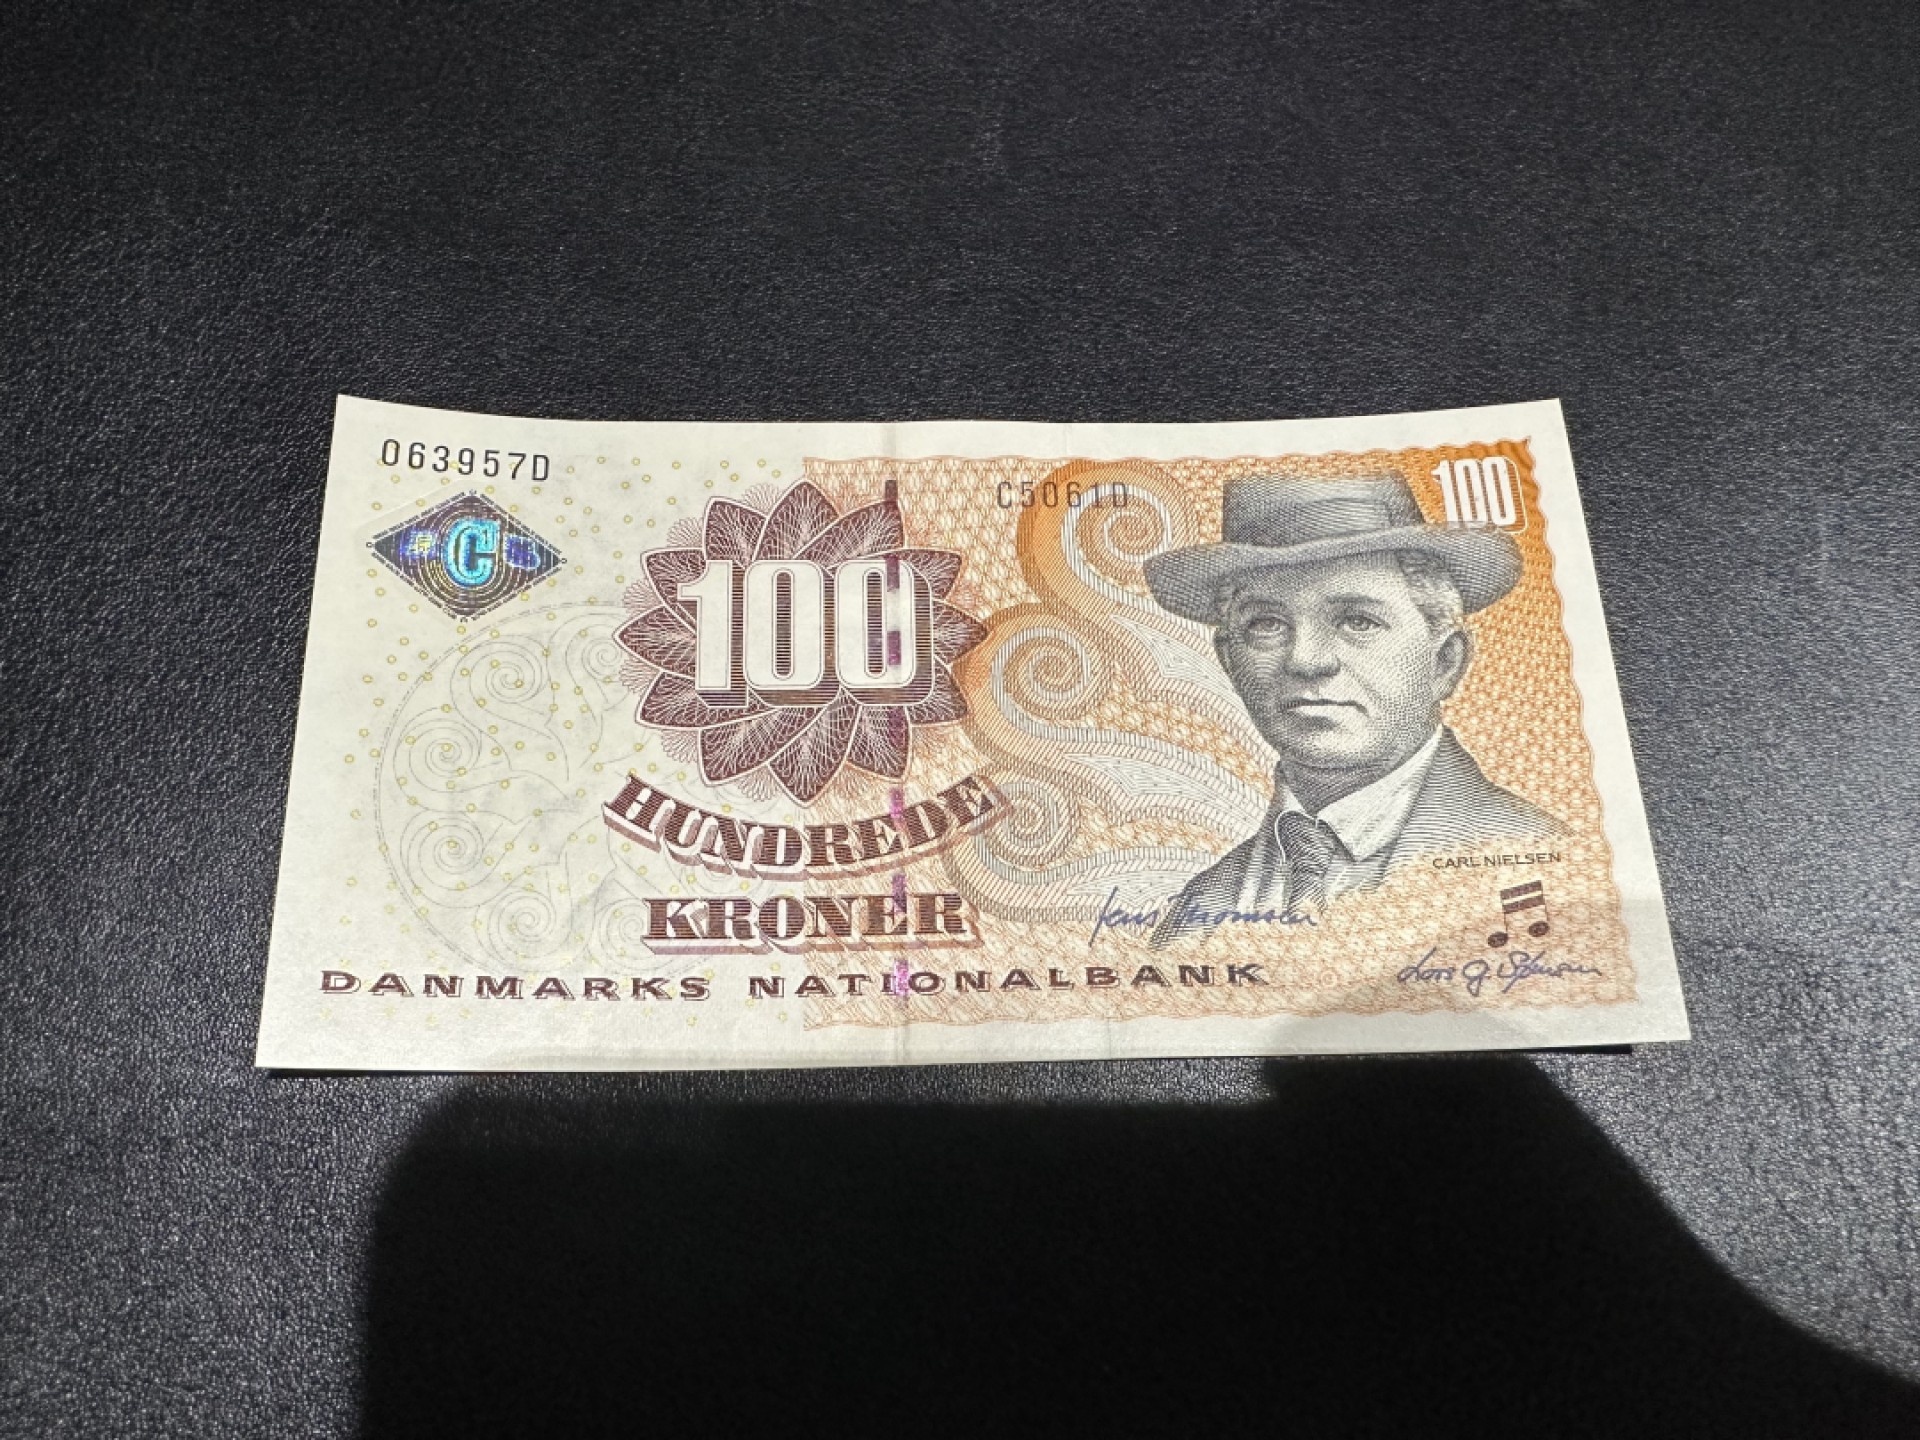 063957D
C5061D
100
C
100
HUNDREDE
KRONER
CARL NIELSEN
DANMARKS NATIONALBANK